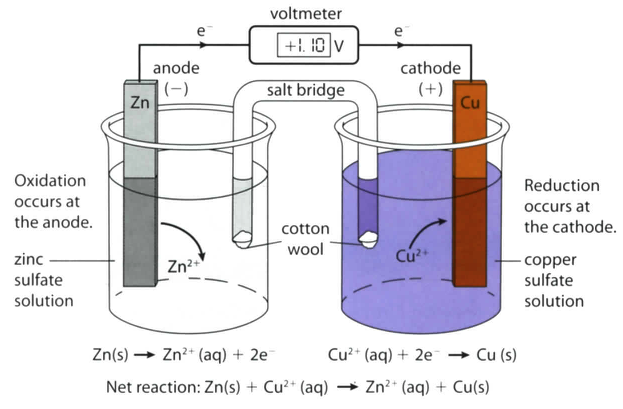 voltmeter
e⁻
+1.10 V
e⁻
anode
(−)
cathode
(+)
Zn
salt bridge
Cu
Oxidation
occurs at
the anode.
Reduction
occurs at
the cathode.
zinc
sulfate
solution
Zn²⁺
cotton
wool
Cu²⁺
copper
sulfate
solution
Zn(s) → Zn²⁺ (aq) + 2e⁻
Cu²⁺ (aq) + 2e⁻ → Cu (s)
Net reaction: Zn(s) + Cu²⁺ (aq) → Zn²⁺ (aq) + Cu(s)